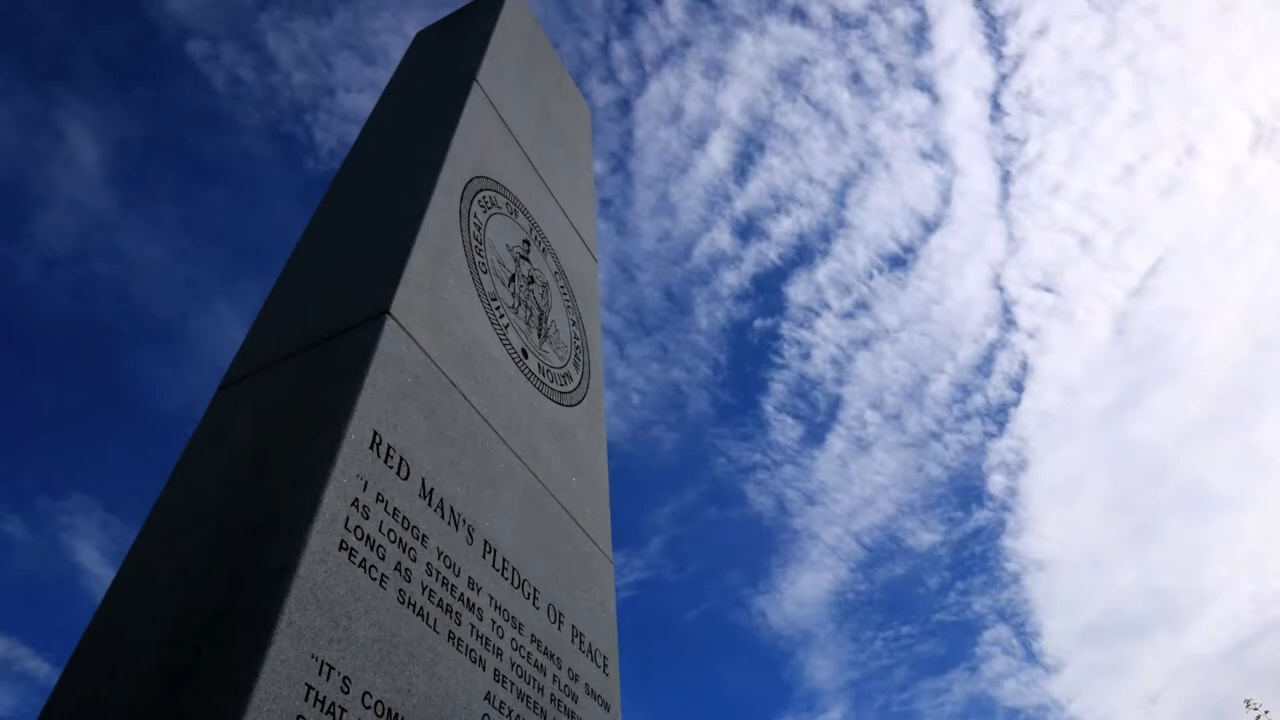 THE GREAT SEAL OF THE CHICKASAW NATION
RED MAN'S PLEDGE OF PEACE
"I PLEDGE YOU BY THOSE PEAKS OF SNOW
AS LONG STREAMS TO OCEAN FLOW
LONG AS YEARS THEIR YOUTH RENEW
PEACE SHALL REIGN BETWEEN
"IT'S
THAT